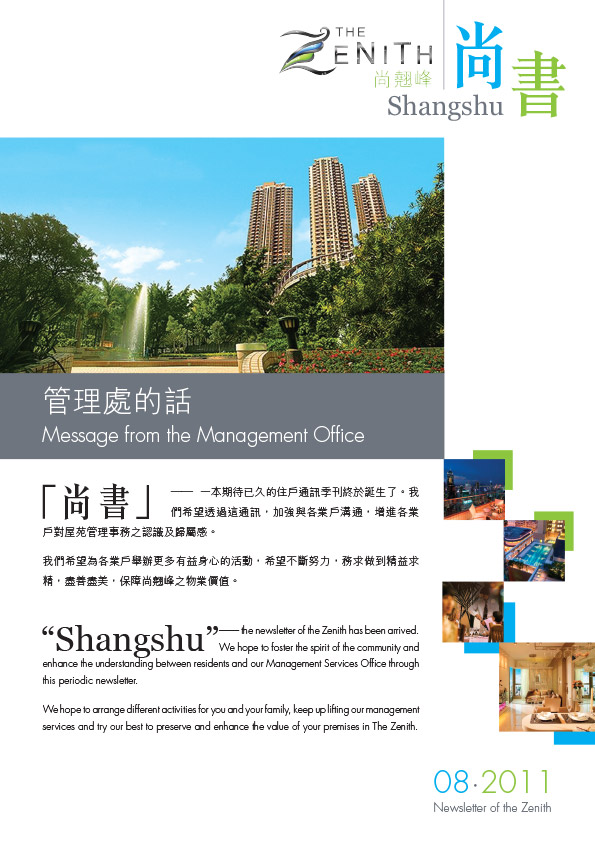 THE
ZENITH
尚翹峰
尚書
Shangshu
管理處的話
Message from the Management Office
「尚書」—— 一本期待已久的住戶通訊季刊終於誕生了。我
們希望透過這通訊，加強與各業戶溝通，增進各業
戶對屋苑管理事務之認識及歸屬感。
我們希望為各業戶舉辦更多有益身心的活動，希望不斷努力，務求做到精益求
精，盡善盡美，保障尚翹峰之物業價值。
“Shangshu”—— the newsletter of the Zenith has been arrived.
We hope to foster the spirit of the community and
enhance the understanding between residents and our Management Services Office through
this periodic newsletter.
We hope to arrange different activities for you and your family, keep up lifting our management
services and try our best to preserve and enhance the value of your premises in The Zenith.
08·2011
Newsletter of the Zenith